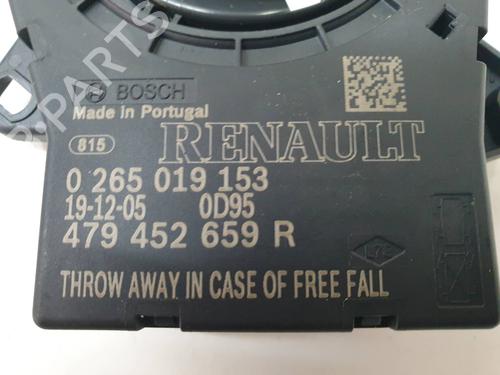 PARTS
BOSCH
Made in Portugal
815
RENAULT
0 265 019 153
19-12-05 0D95
479 452 659 R
THROW AWAY IN CASE OF FREE FALL